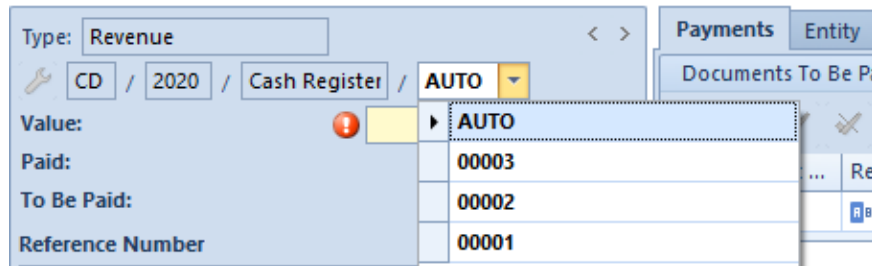 Type: Revenue < > Payments Entity
CD / 2020 / Cash Register / AUTO Documents To Be
Value: AUTO
Paid: 00003 ... Re
To Be Paid: 00002
Reference Number 00001